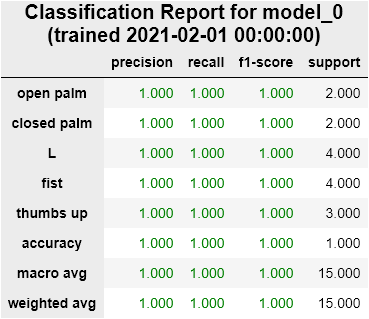 Classification Report for model_0
(trained 2021-02-01 00:00:00)
precision recall f1-score support
open palm 1.000 1.000 1.000 2.000
closed palm 1.000 1.000 1.000 2.000
L 1.000 1.000 1.000 4.000
fist 1.000 1.000 1.000 4.000
thumbs up 1.000 1.000 1.000 3.000
accuracy 1.000 1.000 1.000 1.000
macro avg 1.000 1.000 1.000 15.000
weighted avg 1.000 1.000 1.000 15.000